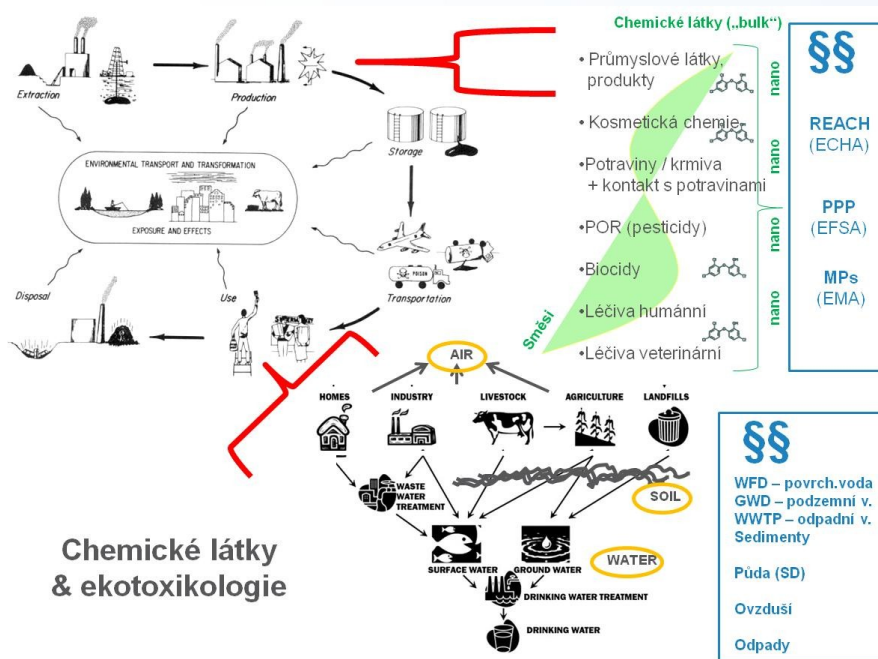 Chemické látky („bulk“)
§§
• Průmyslové látky,
produkty
• Kosmetická chemie
• Potraviny / krmiva
+ kontakt s potravinami
•POR (pesticidy)
•Biocidy
•Léčiva humánní
•Léčiva veterinární
Směsi
nano
nano
nano
nano
REACH
(ECHA)
PPP
(EFSA)
MPs
(EMA)
Extraction
Production
Storage
ENVIRONMENTAL TRANSPORT AND TRANSFORMATION
EXPOSURE AND EFFECTS
POISON
Transportation
Disposal
Use
AIR
HOMES
INDUSTRY
LIVESTOCK
AGRICULTURE
LANDFILLS
WASTE
WATER
TREATMENT
SOIL
WATER
SURFACE WATER
GROUND WATER
DRINKING WATER TREATMENT
DRINKING WATER
Chemické látky
& ekotoxikologie
§§
WFD – povrch.voda
GWD – podzemní v.
WWTP – odpadní v.
Sedimenty
Půda (SD)
Ovzduší
Odpady